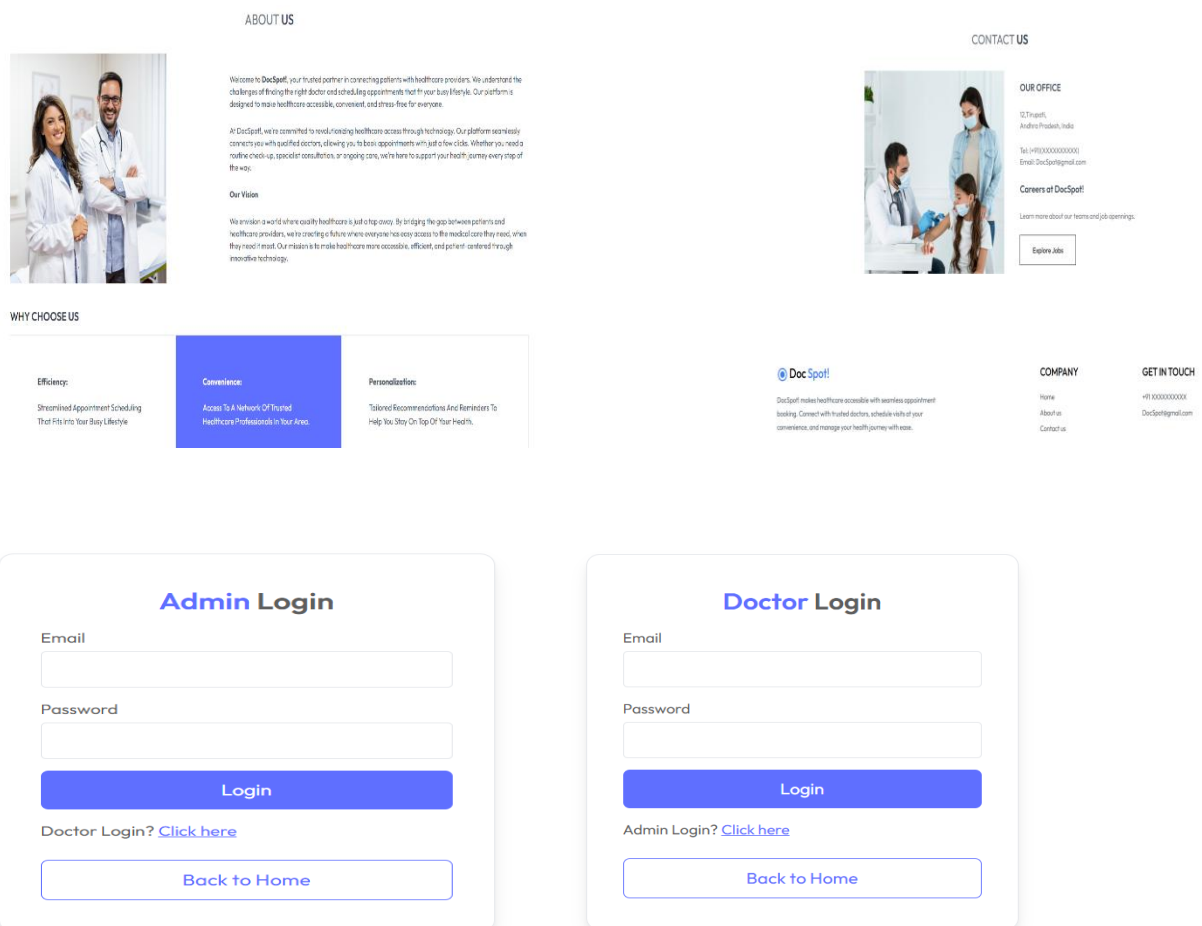 ABOUT US
Welcome to DocSpot!, your trusted partner in connecting patients with healthcare providers. We understand the
challenges of finding the right doctor and scheduling appointments that fit your busy lifestyle. Our platform is
designed to make healthcare accessible, convenient, and stress-free for everyone.
At DocSpot!, we're committed to revolutionizing healthcare access through technology. Our platform seamlessly
connects you with qualified doctors, allowing you to book appointments with just a few clicks. Whether you need a
routine check-up, specialist consultation, or ongoing care, we're here to support your health journey every step of
the way.
Our Vision
We envision a world where quality healthcare is just a tap away. By bridging the gap between patients and
healthcare providers, we're creating a future where everyone has easy access to the medical care they need, when
they need it most. Our mission is to make healthcare more accessible, efficient, and patient-centered through
innovative technology.
WHY CHOOSE US
Efficiency:
Streamlined Appointment Scheduling
That Fits Into Your Busy Lifestyle
Convenience:
Access To A Network Of Trusted
Healthcare Professionals In Your Area.
Personalization:
Tailored Recommendations And Reminders To
Help You Stay On Top Of Your Health.
CONTACT US
OUR OFFICE
12,Tirupati,
Andhra Pradesh, India
Tel: (+91)XXXXXXXXXX)
Email: DocSpot@gmail.com
Careers at DocSpot!
Learn more about our teams and job openings.
Explore Jobs
Doc Spot!
DocSpot! makes healthcare accessible with seamless appointment
booking. Connect with trusted doctors, schedule visits at your
convenience, and manage your health journey with ease.
COMPANY
Home
About us
Contact us
GET IN TOUCH
+91 XXXXXXXXXX
DocSpot@gmail.com
Admin Login
Email
Password
Login
Doctor Login? Click here
Back to Home
Doctor Login
Email
Password
Login
Admin Login? Click here
Back to Home